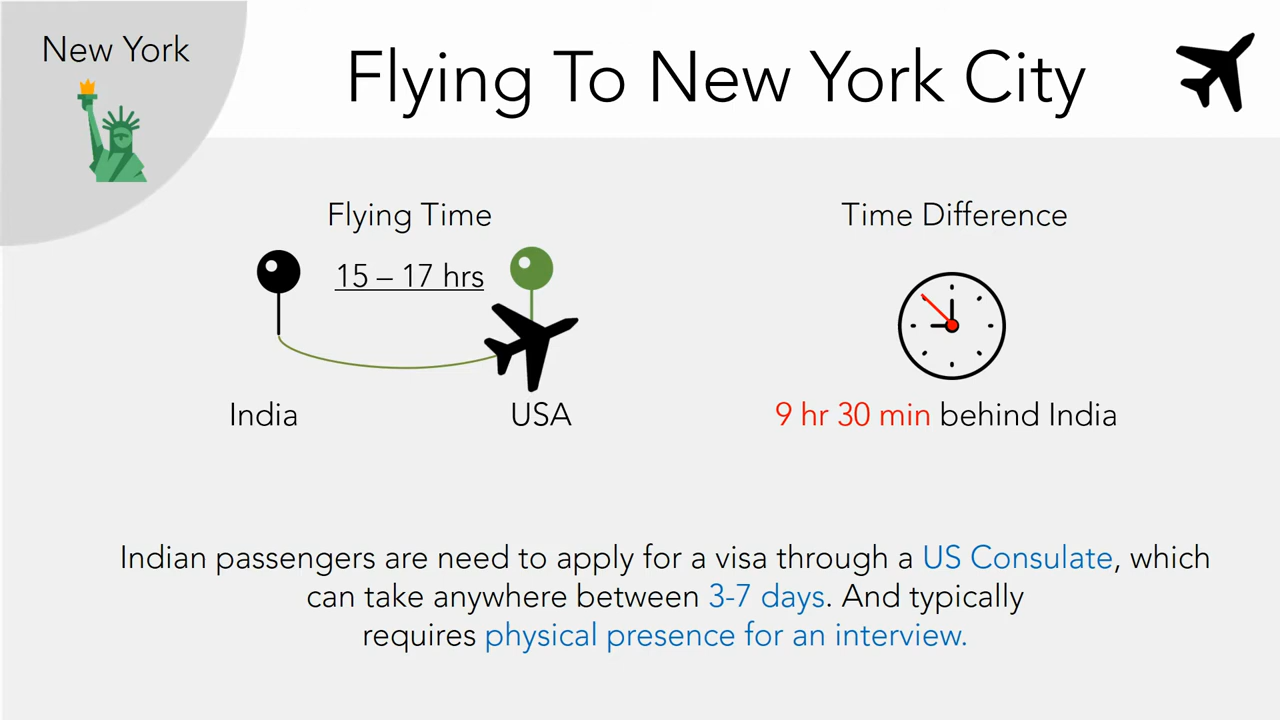 New York
Flying To New York City
Flying Time
15 – 17 hrs
India
USA
Time Difference
9 hr 30 min behind India
Indian passengers are need to apply for a visa through a US Consulate, which
can take anywhere between 3-7 days. And typically
requires physical presence for an interview.